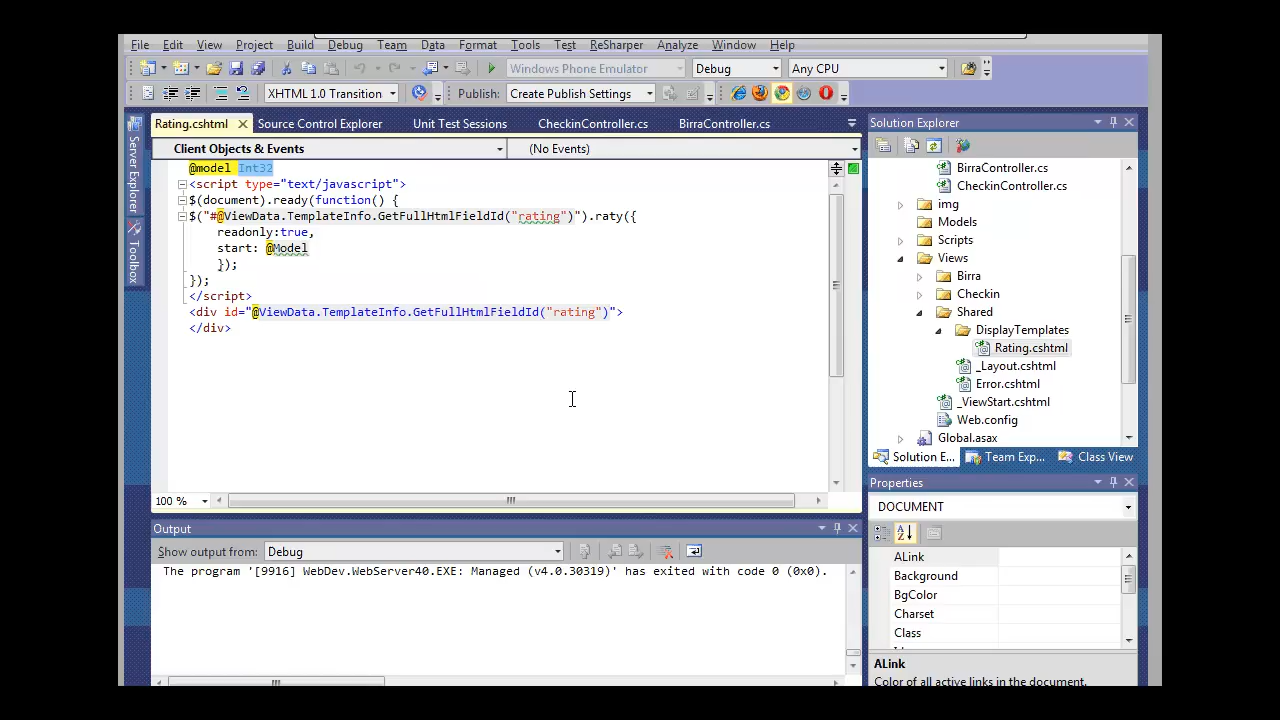 File Edit View Project Build Debug Team Data Format Tools Test ReSharper Analyze Window Help
Windows Phone Emulator Debug Any CPU
XHTML 1.0 Transition Publish: Create Publish Settings
Rating.cshtml Source Control Explorer Unit Test Sessions CheckinController.cs BirraController.cs
Client Objects & Events (No Events)
@model Int32
<script type="text/javascript">
$(document).ready(function() {
$("#@ViewData.TemplateInfo.GetFullHtmlFieldId("rating")").raty({
readonly:true,
start: @Model
});
});
</script>
<div id="@ViewData.TemplateInfo.GetFullHtmlFieldId("rating")">
</div>
100 %
Server Explorer
Toolbox
Output
Show output from: Debug
The program '[9916] WebDev.WebServer40.EXE: Managed (v4.0.30319)' has exited with code 0 (0x0).
Solution Explorer
BirraController.cs
CheckinController.cs
img
Models
Scripts
Views
Birra
Checkin
Shared
DisplayTemplates
Rating.cshtml
_Layout.cshtml
Error.cshtml
_ViewStart.cshtml
Web.config
Global.asax
Solution E... Team Exp... Class View
Properties
DOCUMENT
ALink
Background
BgColor
Charset
Class
ALink
Color of all active links in the document.